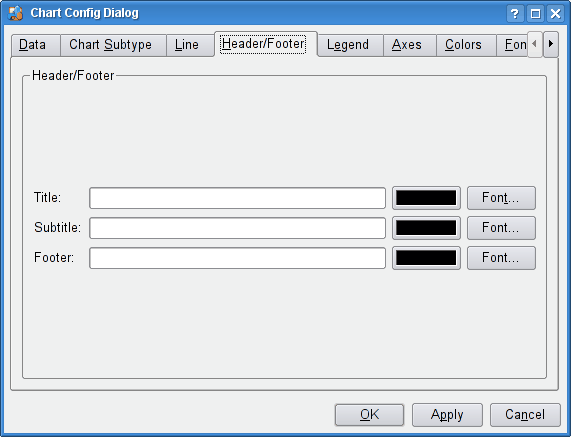 Chart Config Dialog
Data Chart Subtype Line Header/Footer Legend Axes Colors Fon
Header/Footer
Title: Font...
Subtitle: Font...
Footer: Font...
OK Apply Cancel